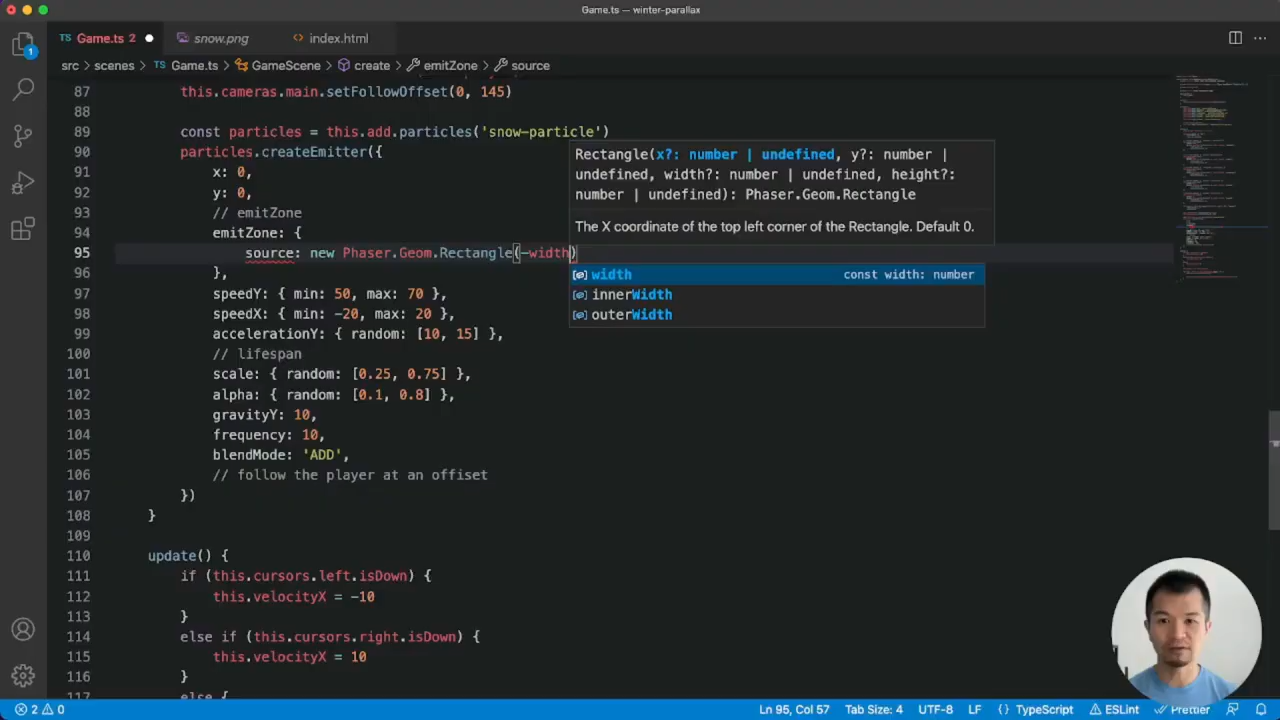 Game.ts — winter-parallax
TS Game.ts 2
snow.png
<> index.html
src > scenes > TS Game.ts > GameScene > create > emitZone > source
1
87 this.cameras.main.setFollowOffset(0, 145)
88
89 const particles = this.add.particles('snow-particle')
90 particles.createEmitter({
91 x: 0,
92 y: 0,
93 // emitZone
94 emitZone: {
95 source: new Phaser.Geom.Rectangle(-width)
96 },
97 speedY: { min: 50, max: 70 },
98 speedX: { min: -20, max: 20 },
99 accelerationY: { random: [10, 15] },
100 // lifespan
101 scale: { random: [0.25, 0.75] },
102 alpha: { random: [0.1, 0.8] },
103 gravityY: 10,
104 frequency: 10,
105 blendMode: 'ADD',
106 // follow the player at an offiset
107 })
108 }
109
110 update() {
111 if (this.cursors.left.isDown) {
112 this.velocityX = -10
113 }
114 else if (this.cursors.right.isDown) {
115 this.velocityX = 10
116 }
117 else {
Rectangle(x?: number | undefined, y?: number |
undefined, width?: number | undefined, height?:
number | undefined): Phaser.Geom.Rectangle
The X coordinate of the top left corner of the Rectangle. Default 0.
width const width: number
innerWidth
outerWidth
2 0 Ln 95, Col 57 Tab Size: 4 UTF-8 LF {} TypeScript ESLint Prettier